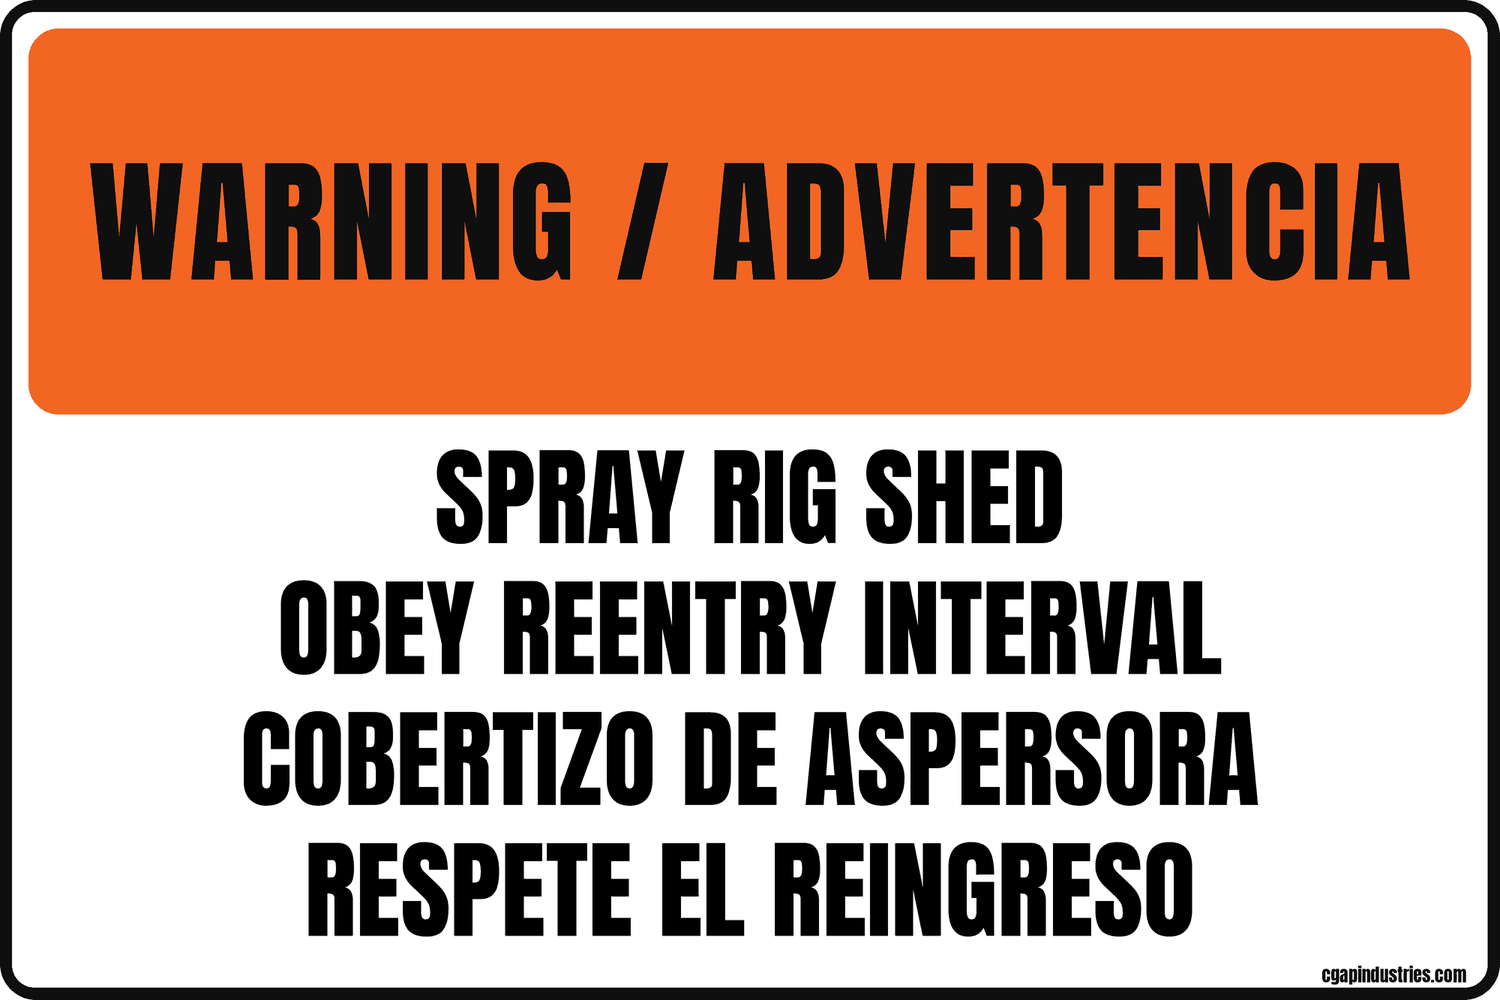 WARNING / ADVERTENCIA
SPRAY RIG SHED
OBEY REENTRY INTERVAL
COBERTIZO DE ASPERSORA
RESPETE EL REINGRESO
cgapindustries.com